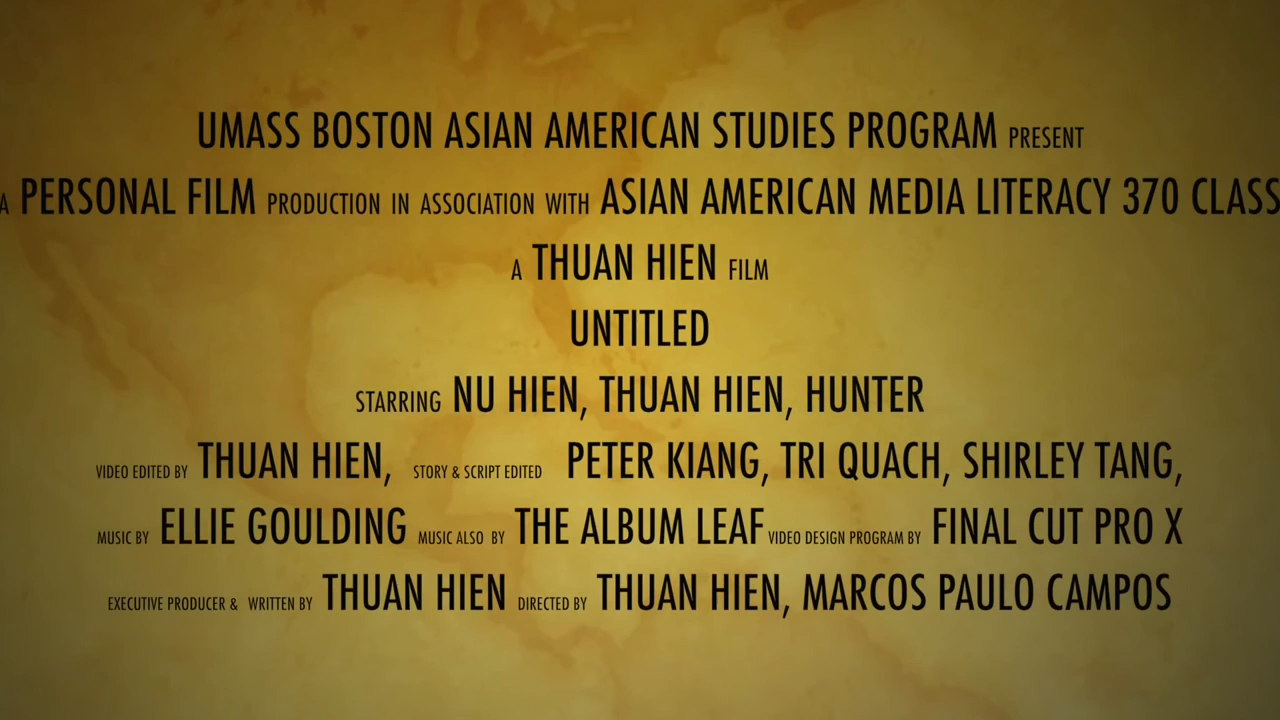 UMASS BOSTON ASIAN AMERICAN STUDIES PROGRAM PRESENT
A PERSONAL FILM PRODUCTION IN ASSOCIATION WITH ASIAN AMERICAN MEDIA LITERACY 370 CLASS
A THUAN HIEN FILM
UNTITLED
STARRING NU HIEN, THUAN HIEN, HUNTER
VIDEO EDITED BY THUAN HIEN, STORY & SCRIPT EDITED PETER KIANG, TRI QUACH, SHIRLEY TANG,
MUSIC BY ELLIE GOULDING MUSIC ALSO BY THE ALBUM LEAF VIDEO DESIGN PROGRAM BY FINAL CUT PRO X
EXECUTIVE PRODUCER & WRITTEN BY THUAN HIEN DIRECTED BY THUAN HIEN, MARCOS PAULO CAMPOS